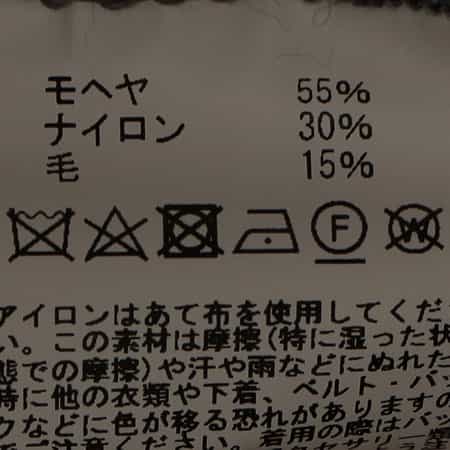 モヘヤ 55%
ナイロン 30%
毛 15%
F W
アイロンはあて布を使用してくださ
い。この素材は摩擦(特に湿った状
態での摩擦)や汗や雨などにぬれた
特に他の衣類や下着、ベルト・バッ
クなどに色が移る恐れがありますの
でご注意ください。着用の際はバッ